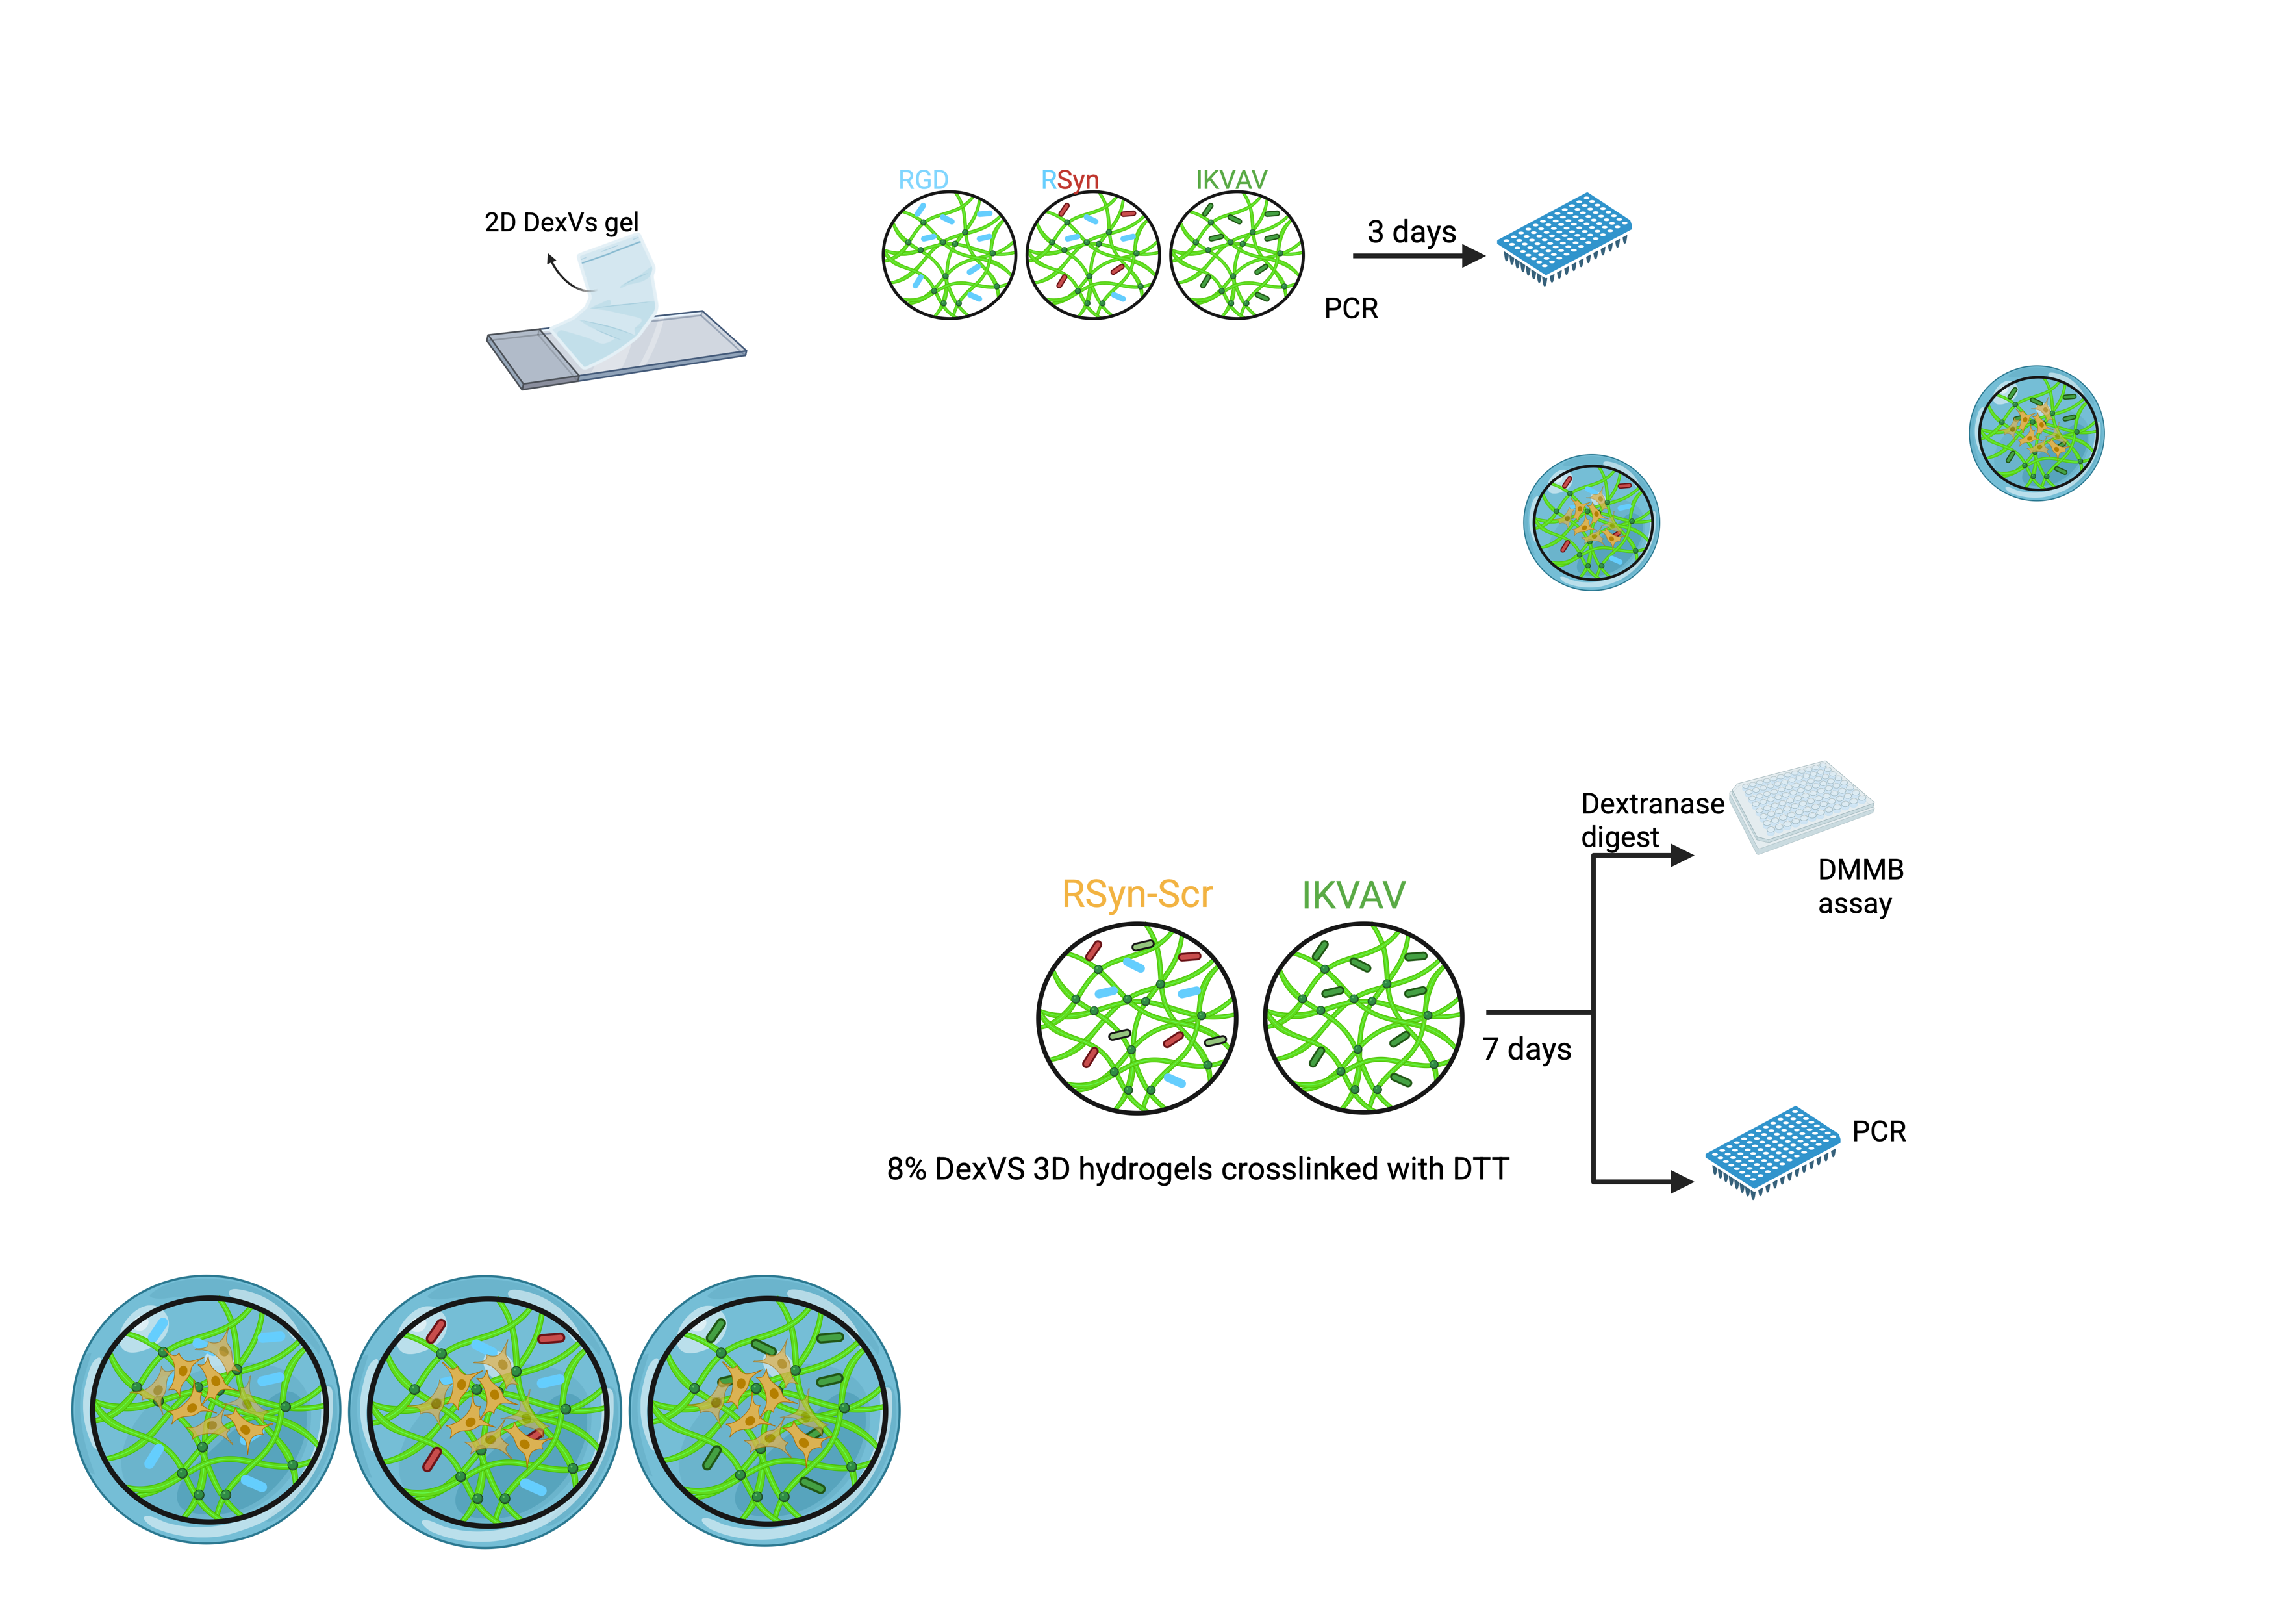 RGD
RSyn
IKVAV
2D DexVs gel
3 days
PCR
Dextranase
digest
DMMB
assay
RSyn-Scr
IKVAV
7 days
PCR
8% DexVS 3D hydrogels crosslinked with DTT